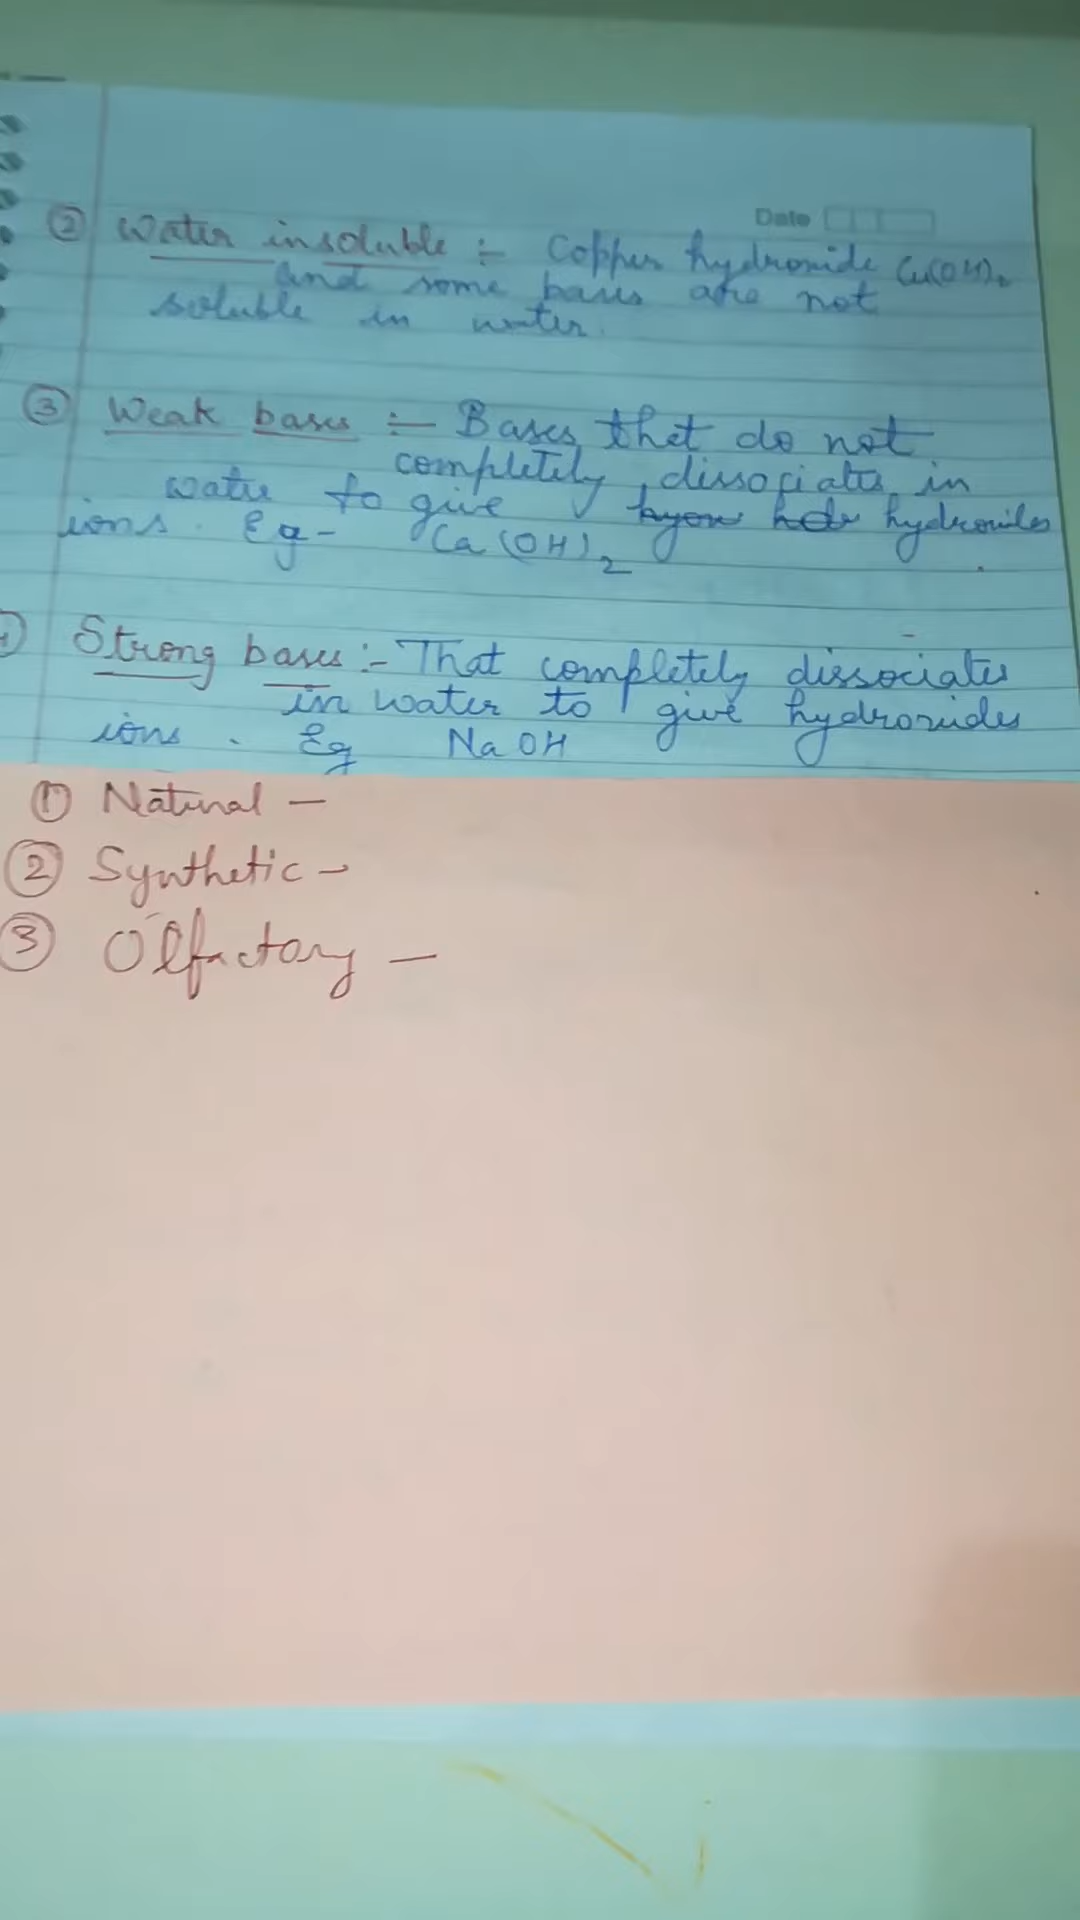 Date
② Water insoluble :- Copper hydroxide Cu(OH)₂
and some bases are not
soluble in water.
③ Weak bases :- Bases that do not
completely dissociates in
water to give hydroxides
ions. Eg- Ca(OH)₂
Strong bases :- That completely dissociates
in water to give hydroxides
ions. Eg NaOH
① Natural -
② Synthetic -
③ Olfactory -